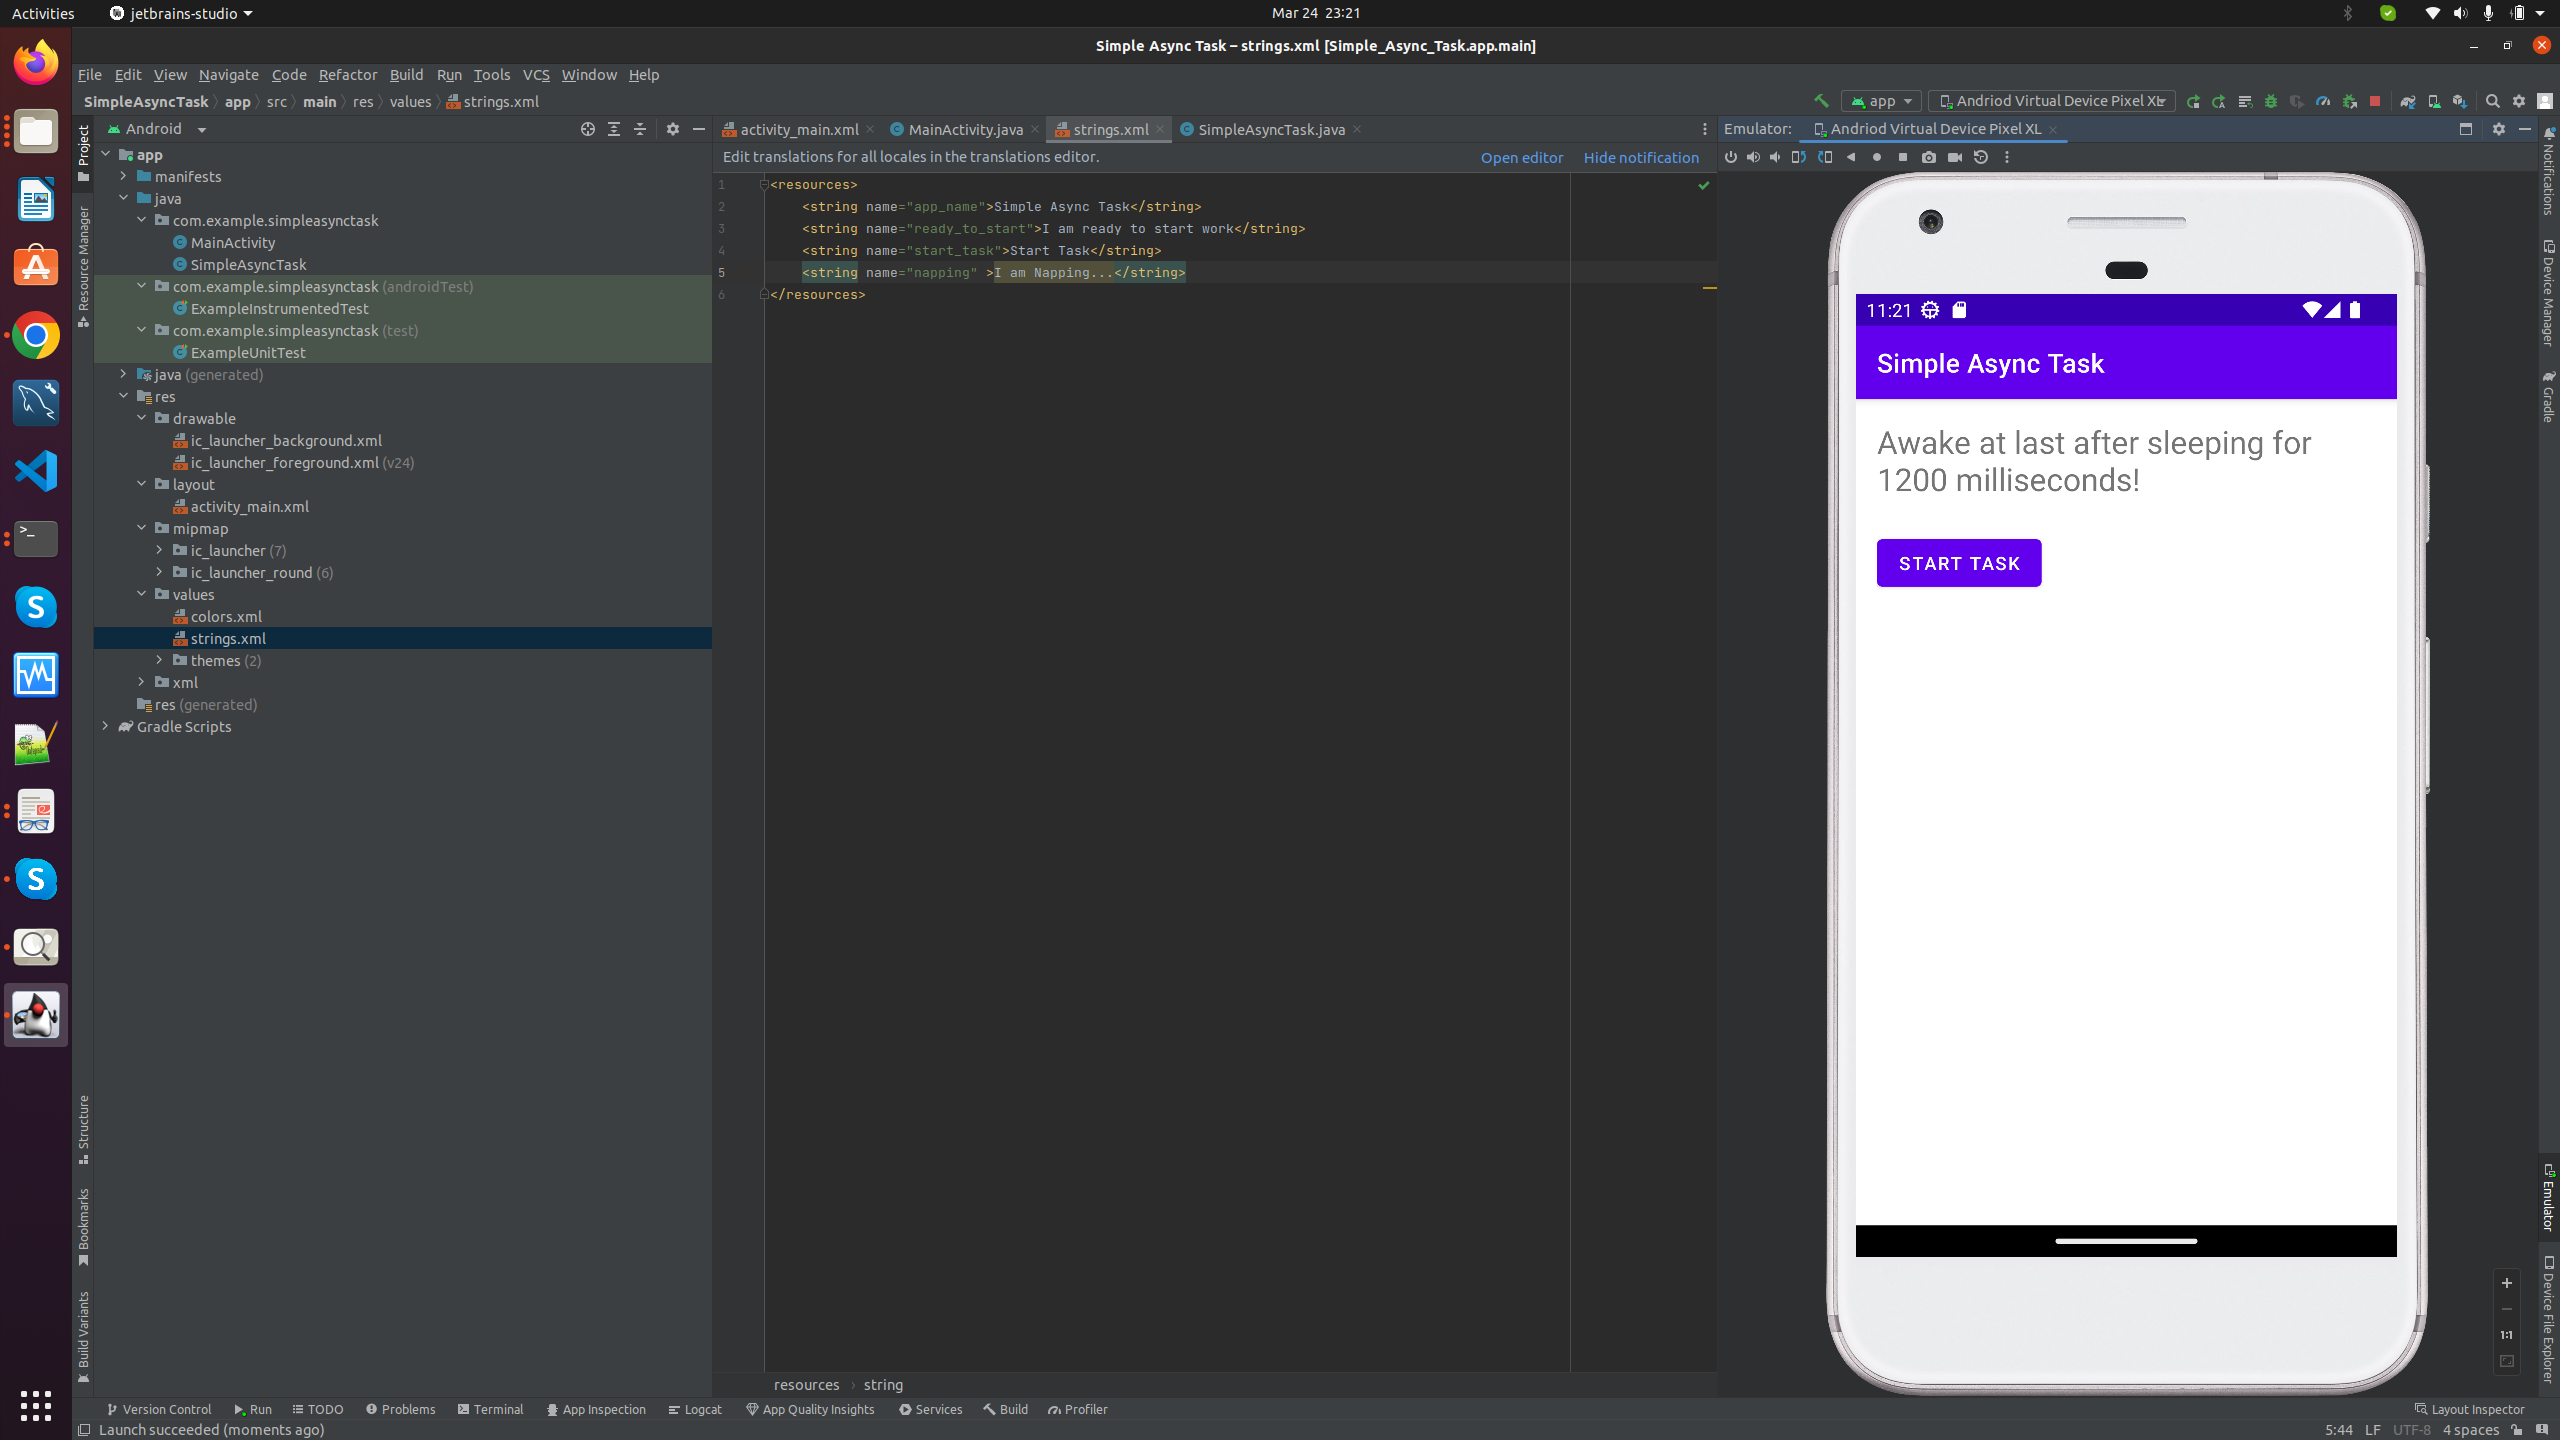 Activities jetbrains-studio Mar 24 23:21
Simple Async Task – strings.xml [Simple_Async_Task.app.main]
File Edit View Navigate Code Refactor Build Run Tools VCS Window Help
SimpleAsyncTask app src main res values strings.xml app Andriod Virtual Device Pixel XL
Project
Resource Manager
Structure
Bookmarks
Build Variants
Android
app
manifests
java
com.example.simpleasynctask
MainActivity
SimpleAsyncTask
com.example.simpleasynctask (androidTest)
ExampleInstrumentedTest
com.example.simpleasynctask (test)
ExampleUnitTest
java (generated)
res
drawable
ic_launcher_background.xml
ic_launcher_foreground.xml (v24)
layout
activity_main.xml
mipmap
ic_launcher (7)
ic_launcher_round (6)
values
colors.xml
strings.xml
themes (2)
xml
res (generated)
Gradle Scripts
activity_main.xml MainActivity.java strings.xml SimpleAsyncTask.java
Edit translations for all locales in the translations editor. Open editor Hide notification
1 <resources>
2 <string name="app_name">Simple Async Task</string>
3 <string name="ready_to_start">I am ready to start work</string>
4 <string name="start_task">Start Task</string>
5 <string name="napping" >I am Napping...</string>
6 </resources>
resources string
Emulator: Andriod Virtual Device Pixel XL
11:21
Simple Async Task
Awake at last after sleeping for
1200 milliseconds!
START TASK
1:1
Notifications
Device Manager
Gradle
Emulator
Device File Explorer
Version Control Run TODO Problems Terminal App Inspection Logcat App Quality Insights Services Build Profiler Layout Inspector
Launch succeeded (moments ago) 5:44 LF UTF-8 4 spaces